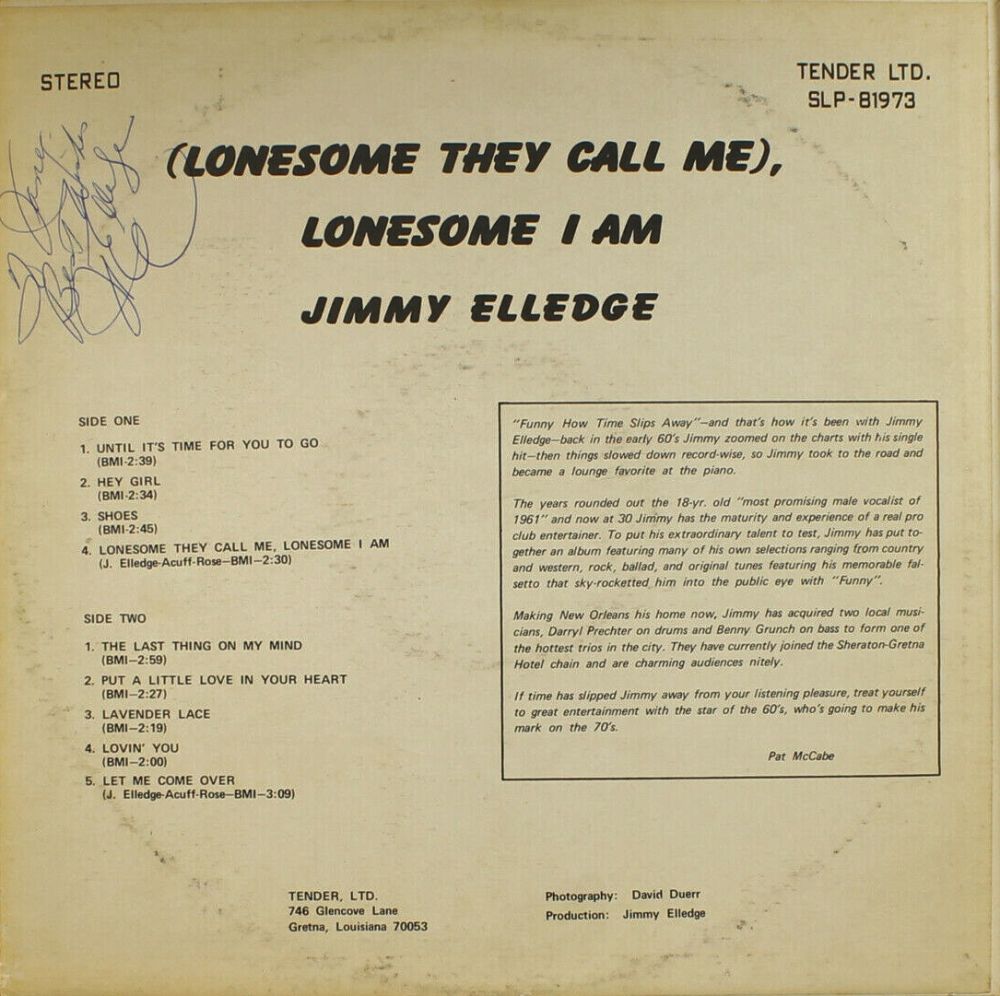 STEREO
TENDER LTD.
SLP-81973
To Janet
Best Wishes
J Elledge
(LONESOME THEY CALL ME),
LONESOME I AM
JIMMY ELLEDGE
SIDE ONE
1. UNTIL IT'S TIME FOR YOU TO GO
(BMI-2:39)
2. HEY GIRL
(BMI-2:34)
3. SHOES
(BMI-2:45)
4. LONESOME THEY CALL ME, LONESOME I AM
(J. Elledge-Acuff-Rose—BMI—2:30)
SIDE TWO
1. THE LAST THING ON MY MIND
(BMI—2:59)
2. PUT A LITTLE LOVE IN YOUR HEART
(BMI—2:27)
3. LAVENDER LACE
(BMI—2:19)
4. LOVIN' YOU
(BMI—2:00)
5. LET ME COME OVER
(J. Elledge-Acuff-Rose—BMI—3:09)
"Funny How Time Slips Away"—and that's how it's been with Jimmy
Elledge—back in the early 60's Jimmy zoomed on the charts with his single
hit—then things slowed down record-wise, so Jimmy took to the road and
became a lounge favorite at the piano.
The years rounded out the 18-yr. old "most promising male vocalist of
1961" and now at 30 Jimmy has the maturity and experience of a real pro
club entertainer. To put his extraordinary talent to test, Jimmy has put to-
gether an album featuring many of his own selections ranging from country
and western, rock, ballad, and original tunes featuring his memorable fal-
setto that sky-rocketted him into the public eye with "Funny".
Making New Orleans his home now, Jimmy has acquired two local musi-
cians, Darryl Prechter on drums and Benny Grunch on bass to form one of
the hottest trios in the city. They have currently joined the Sheraton-Gretna
Hotel chain and are charming audiences nitely.
If time has slipped Jimmy away from your listening pleasure, treat yourself
to great entertainment with the star of the 60's, who's going to make his
mark on the 70's.
Pat McCabe
TENDER, LTD.
746 Glencove Lane
Gretna, Louisiana 70053
Photography: David Duerr
Production: Jimmy Elledge